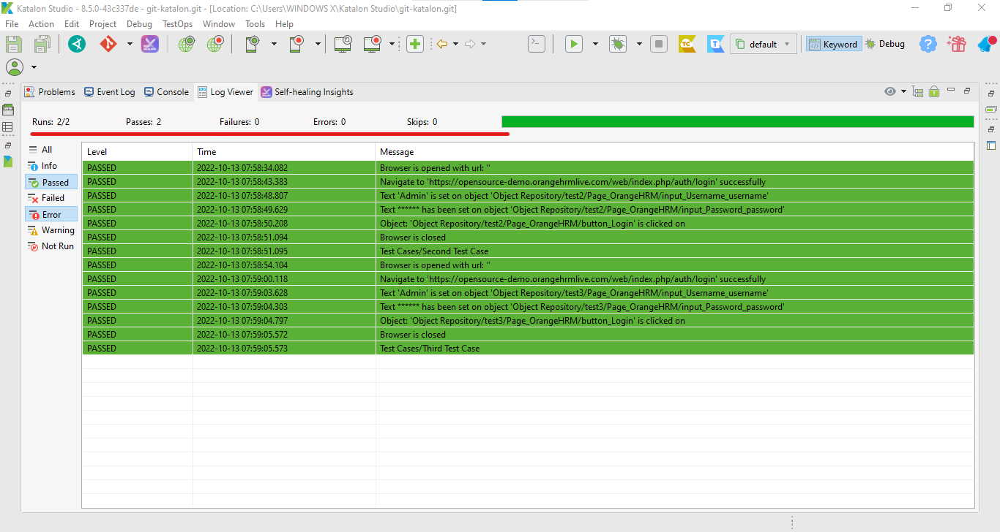 Katalon Studio - 8.5.0-43c337de - git-katalon.git - [Location: C:\Users\WINDOWS X\Katalon Studio\git-katalon.git]
File Action Edit Project Debug TestOps Window Tools Help
TC T default Keyword Debug
Problems Event Log Console Log Viewer Self-healing Insights
Runs: 2/2 Passes: 2 Failures: 0 Errors: 0 Skips: 0
All
Info
Passed
Failed
Error
Warning
Not Run
Level Time Message
PASSED 2022-10-13 07:58:34.082 Browser is opened with url: ''
PASSED 2022-10-13 07:58:43.383 Navigate to 'https://opensource-demo.orangehrmlive.com/web/index.php/auth/login' successfully
PASSED 2022-10-13 07:58:48.807 Text 'Admin' is set on object 'Object Repository/test2/Page_OrangeHRM/input_Username_username'
PASSED 2022-10-13 07:58:49.629 Text ****** has been set on object 'Object Repository/test2/Page_OrangeHRM/input_Password_password'
PASSED 2022-10-13 07:58:50.208 Object: 'Object Repository/test2/Page_OrangeHRM/button_Login' is clicked on
PASSED 2022-10-13 07:58:51.094 Browser is closed
PASSED 2022-10-13 07:58:51.095 Test Cases/Second Test Case
PASSED 2022-10-13 07:58:54.104 Browser is opened with url: ''
PASSED 2022-10-13 07:59:00.118 Navigate to 'https://opensource-demo.orangehrmlive.com/web/index.php/auth/login' successfully
PASSED 2022-10-13 07:59:03.628 Text 'Admin' is set on object 'Object Repository/test3/Page_OrangeHRM/input_Username_username'
PASSED 2022-10-13 07:59:04.303 Text ****** has been set on object 'Object Repository/test3/Page_OrangeHRM/input_Password_password'
PASSED 2022-10-13 07:59:04.797 Object: 'Object Repository/test3/Page_OrangeHRM/button_Login' is clicked on
PASSED 2022-10-13 07:59:05.572 Browser is closed
PASSED 2022-10-13 07:59:05.573 Test Cases/Third Test Case